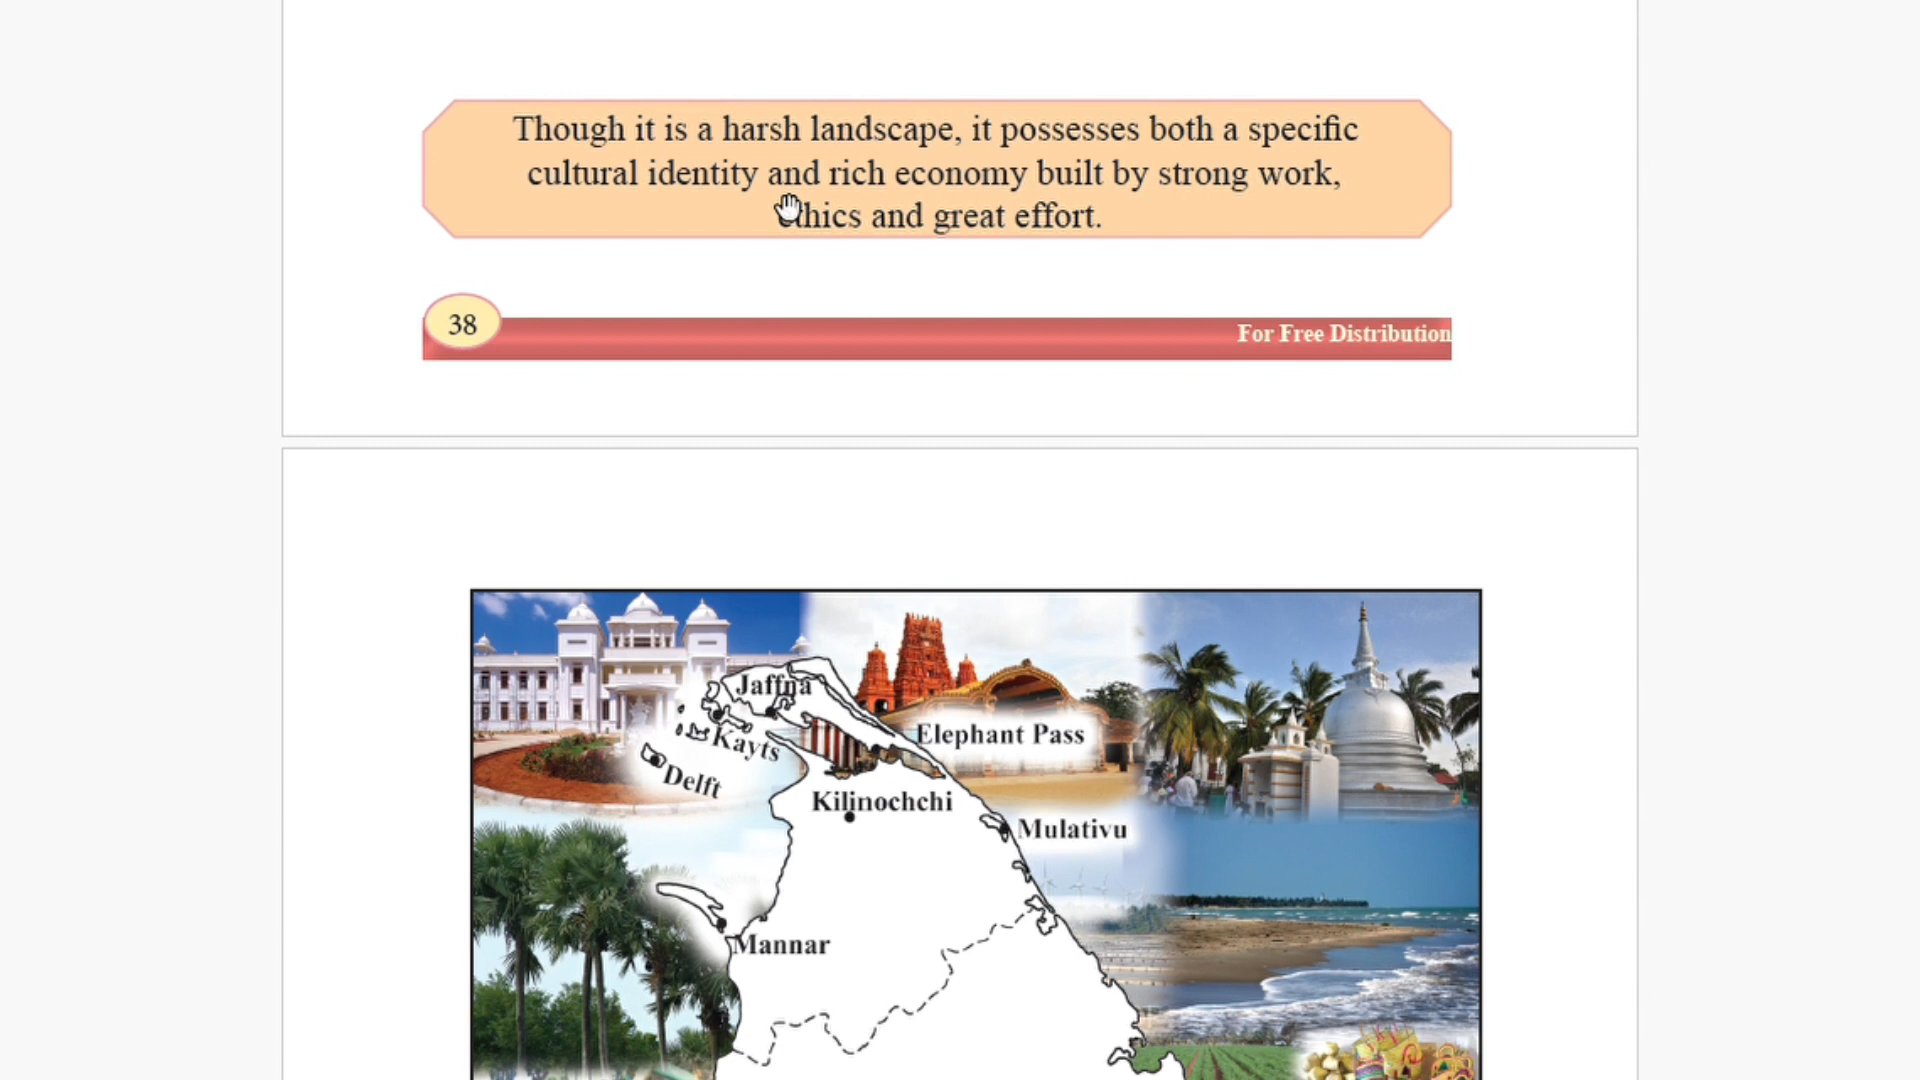 Though it is a harsh landscape, it possesses both a specific
cultural identity and rich economy built by strong work,
ethics and great effort.
38
For Free Distribution
Jaffna
Elephant Pass
Kayts
Delft
Kilinochchi
Mulativu
Mannar